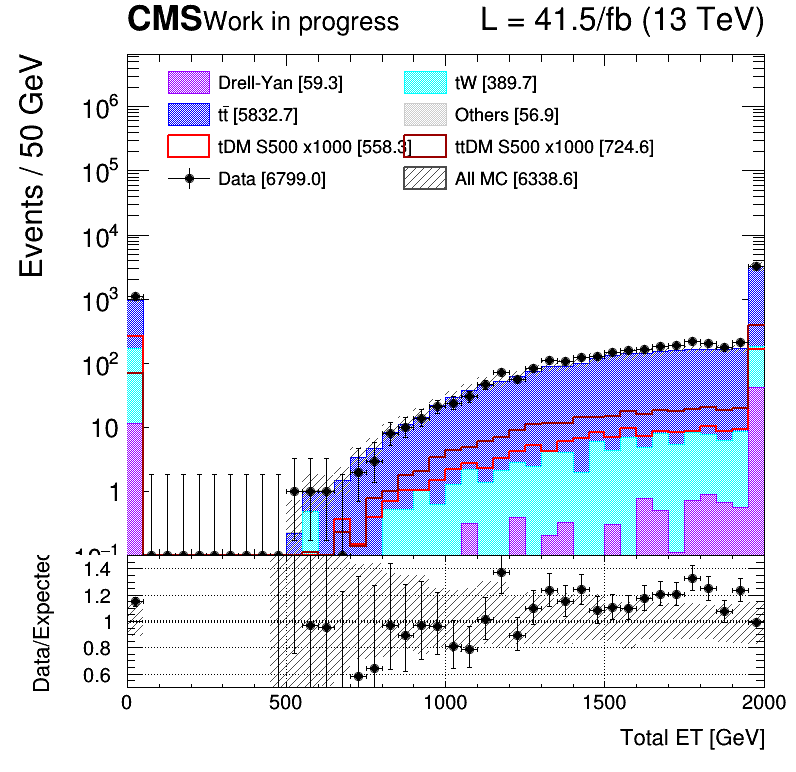 CMS Work in progress L = 41.5/fb (13 TeV)
Events / 50 GeV
10⁶
10⁵
10⁴
10³
10²
10
1
10⁻¹
Drell-Yan [59.3] tW [389.7]
tt̄ [5832.7] Others [56.9]
tDM S500 x1000 [558.3] ttDM S500 x1000 [724.6]
Data [6799.0] All MC [6338.6]
Data/Expected
1.4
1.2
1
0.8
0.6
0 500 1000 1500 2000
Total ET [GeV]